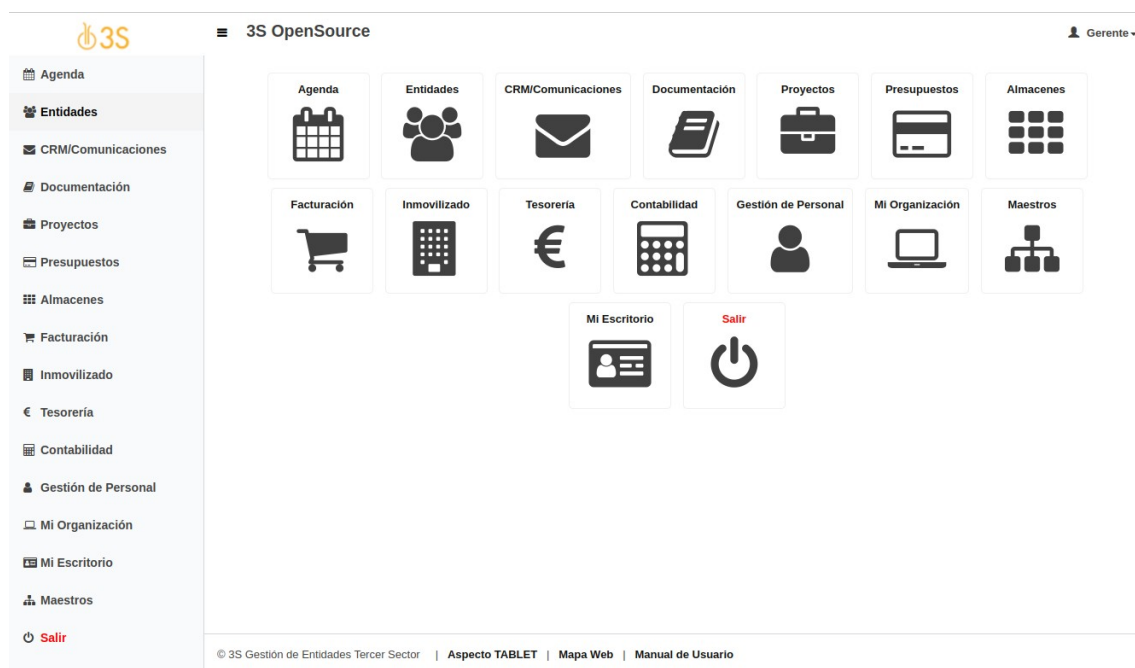 3S
3S OpenSource
Gerente
Agenda
Entidades
CRM/Comunicaciones
Documentación
Proyectos
Presupuestos
Almacenes
Facturación
Inmovilizado
Tesorería
Contabilidad
Gestión de Personal
Mi Organización
Mi Escritorio
Maestros
Salir
Agenda
Entidades
CRM/Comunicaciones
Documentación
Proyectos
Presupuestos
Almacenes
Facturación
Inmovilizado
Tesorería
€
Contabilidad
Gestión de Personal
Mi Organización
Maestros
Mi Escritorio
Salir
© 3S Gestión de Entidades Tercer Sector | Aspecto TABLET | Mapa Web | Manual de Usuario